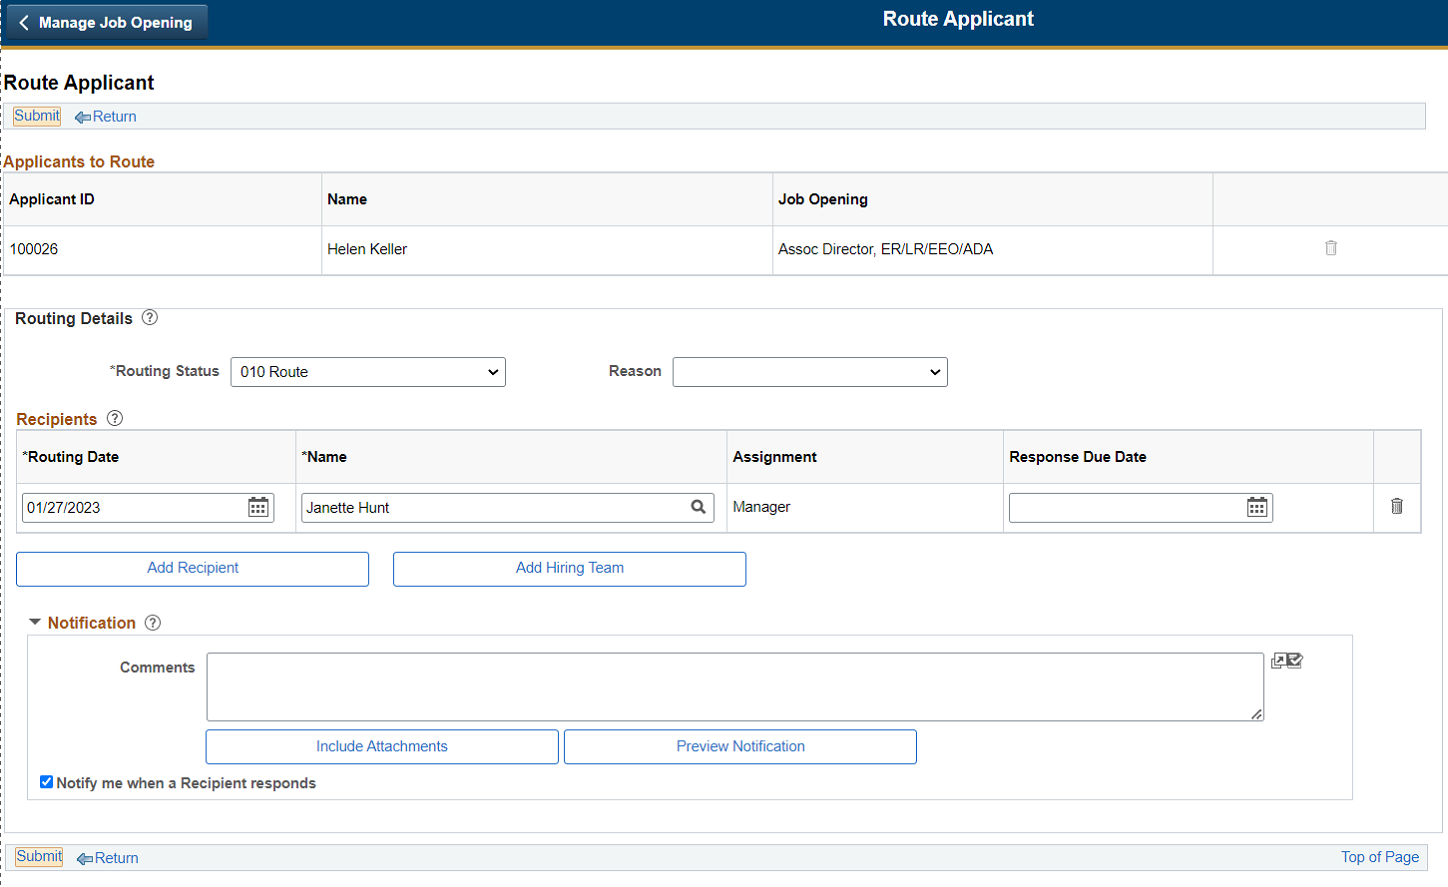 Manage Job Opening
Route Applicant
Route Applicant
Submit Return
Applicants to Route
Applicant ID Name Job Opening
100026 Helen Keller Assoc Director, ER/LR/EEO/ADA
Routing Details ?
*Routing Status 010 Route Reason
Recipients ?
*Routing Date *Name Assignment Response Due Date
01/27/2023 Janette Hunt Manager
Add Recipient Add Hiring Team
Notification ?
Comments
Include Attachments Preview Notification
Notify me when a Recipient responds
Submit Return Top of Page